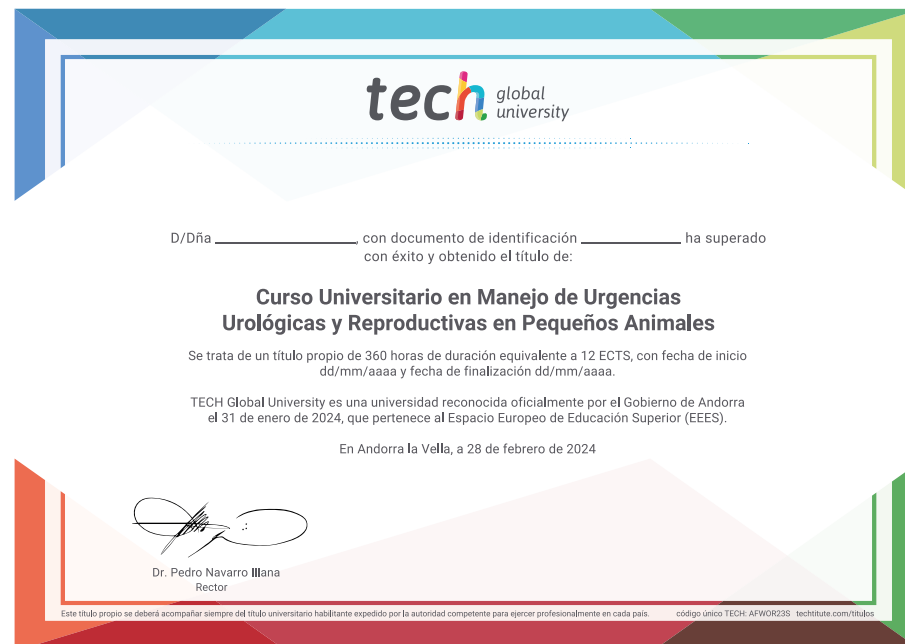 tech global university
D/Dña ____________________, con documento de identificación ______________ ha superado
con éxito y obtenido el título de:
Curso Universitario en Manejo de Urgencias
Urológicas y Reproductivas en Pequeños Animales
Se trata de un título propio de 360 horas de duración equivalente a 12 ECTS, con fecha de inicio
dd/mm/aaaa y fecha de finalización dd/mm/aaaa.
TECH Global University es una universidad reconocida oficialmente por el Gobierno de Andorra
el 31 de enero de 2024, que pertenece al Espacio Europeo de Educación Superior (EEES).
En Andorra la Vella, a 28 de febrero de 2024
Dr. Pedro Navarro Illana
Rector
Este título propio se deberá acompañar siempre del título universitario habilitante expedido por la autoridad competente para ejercer profesionalmente en cada país. código único TECH: AFWOR23S techtitute.com/titulos